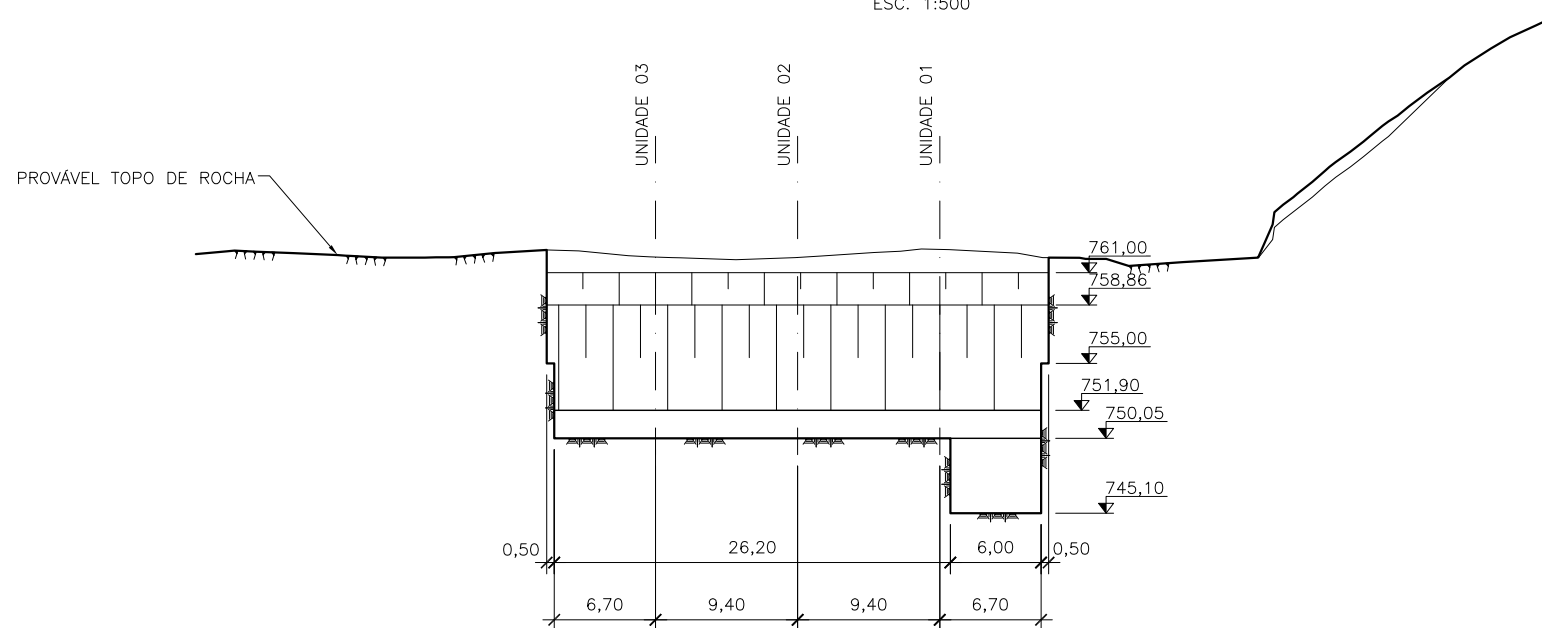 ESC. 1:500
UNIDADE 03
UNIDADE 02
UNIDADE 01
PROVÁVEL TOPO DE ROCHA
761,00
758,86
755,00
751,90
750,05
745,10
0,50
26,20
6,00
0,50
6,70
9,40
9,40
6,70